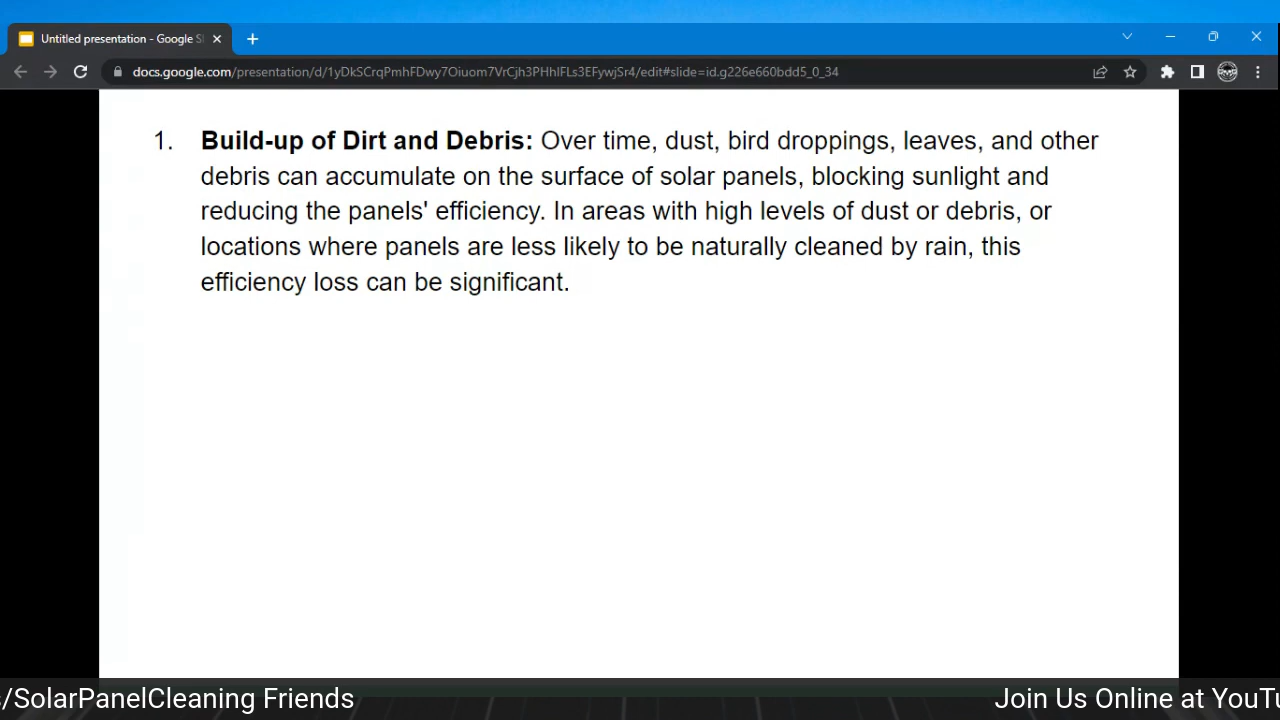 Untitled presentation - Google Sl
docs.google.com/presentation/d/1yDkSCrqPmhFDwy7Oiuom7VrCjh3PHhlFLs3EFywjSr4/edit#slide=id.g226e660bdd5_0_34
1. Build-up of Dirt and Debris: Over time, dust, bird droppings, leaves, and other
debris can accumulate on the surface of solar panels, blocking sunlight and
reducing the panels' efficiency. In areas with high levels of dust or debris, or
locations where panels are less likely to be naturally cleaned by rain, this
efficiency loss can be significant.
s/SolarPanelCleaning Friends Join Us Online at YouTu